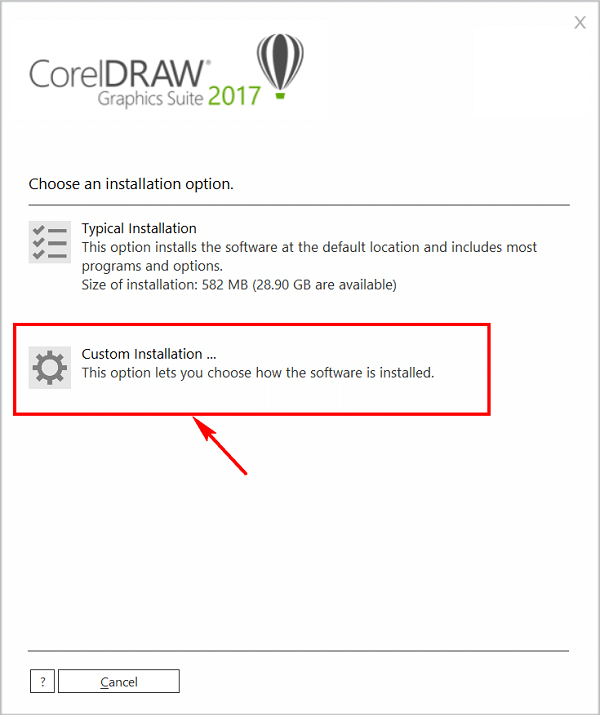 X
CorelDRAW®
Graphics Suite 2017
Choose an installation option.
Typical Installation
This option installs the software at the default location and includes most
programs and options.
Size of installation: 582 MB (28.90 GB are available)
Custom Installation ...
This option lets you choose how the software is installed.
? Cancel